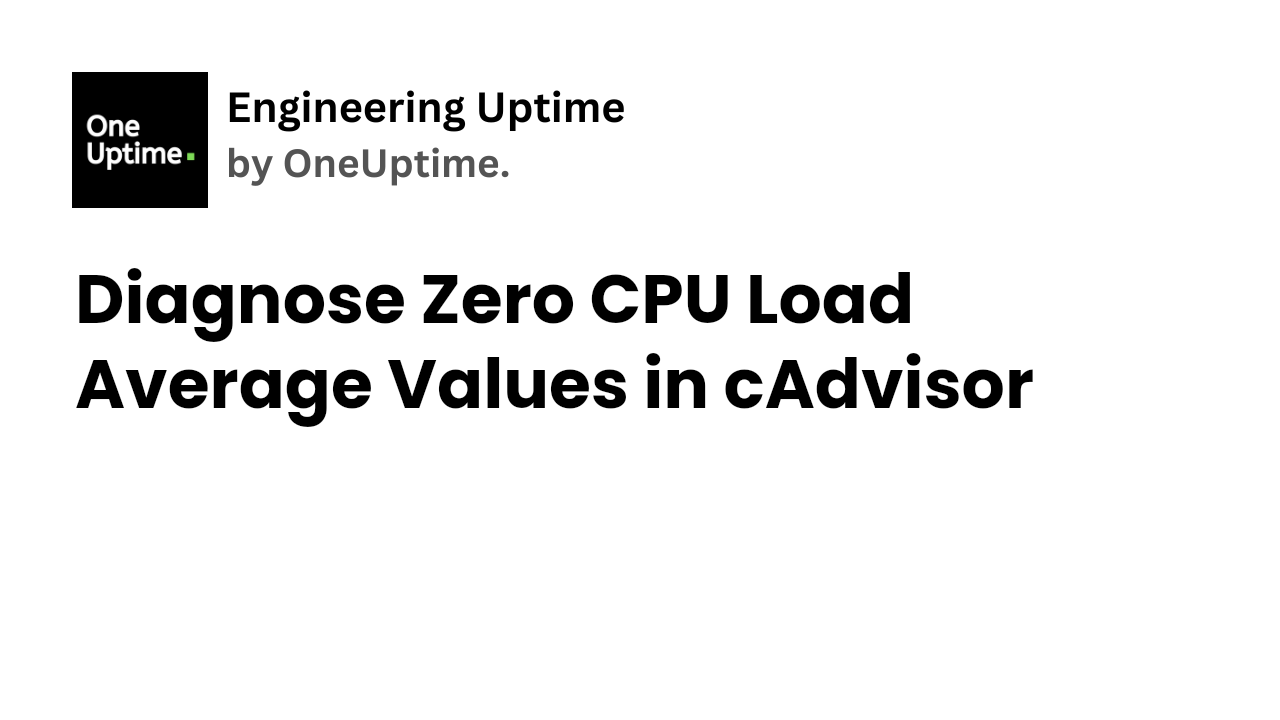 One
Uptime.
Engineering Uptime
by OneUptime.
Diagnose Zero CPU Load
Average Values in cAdvisor